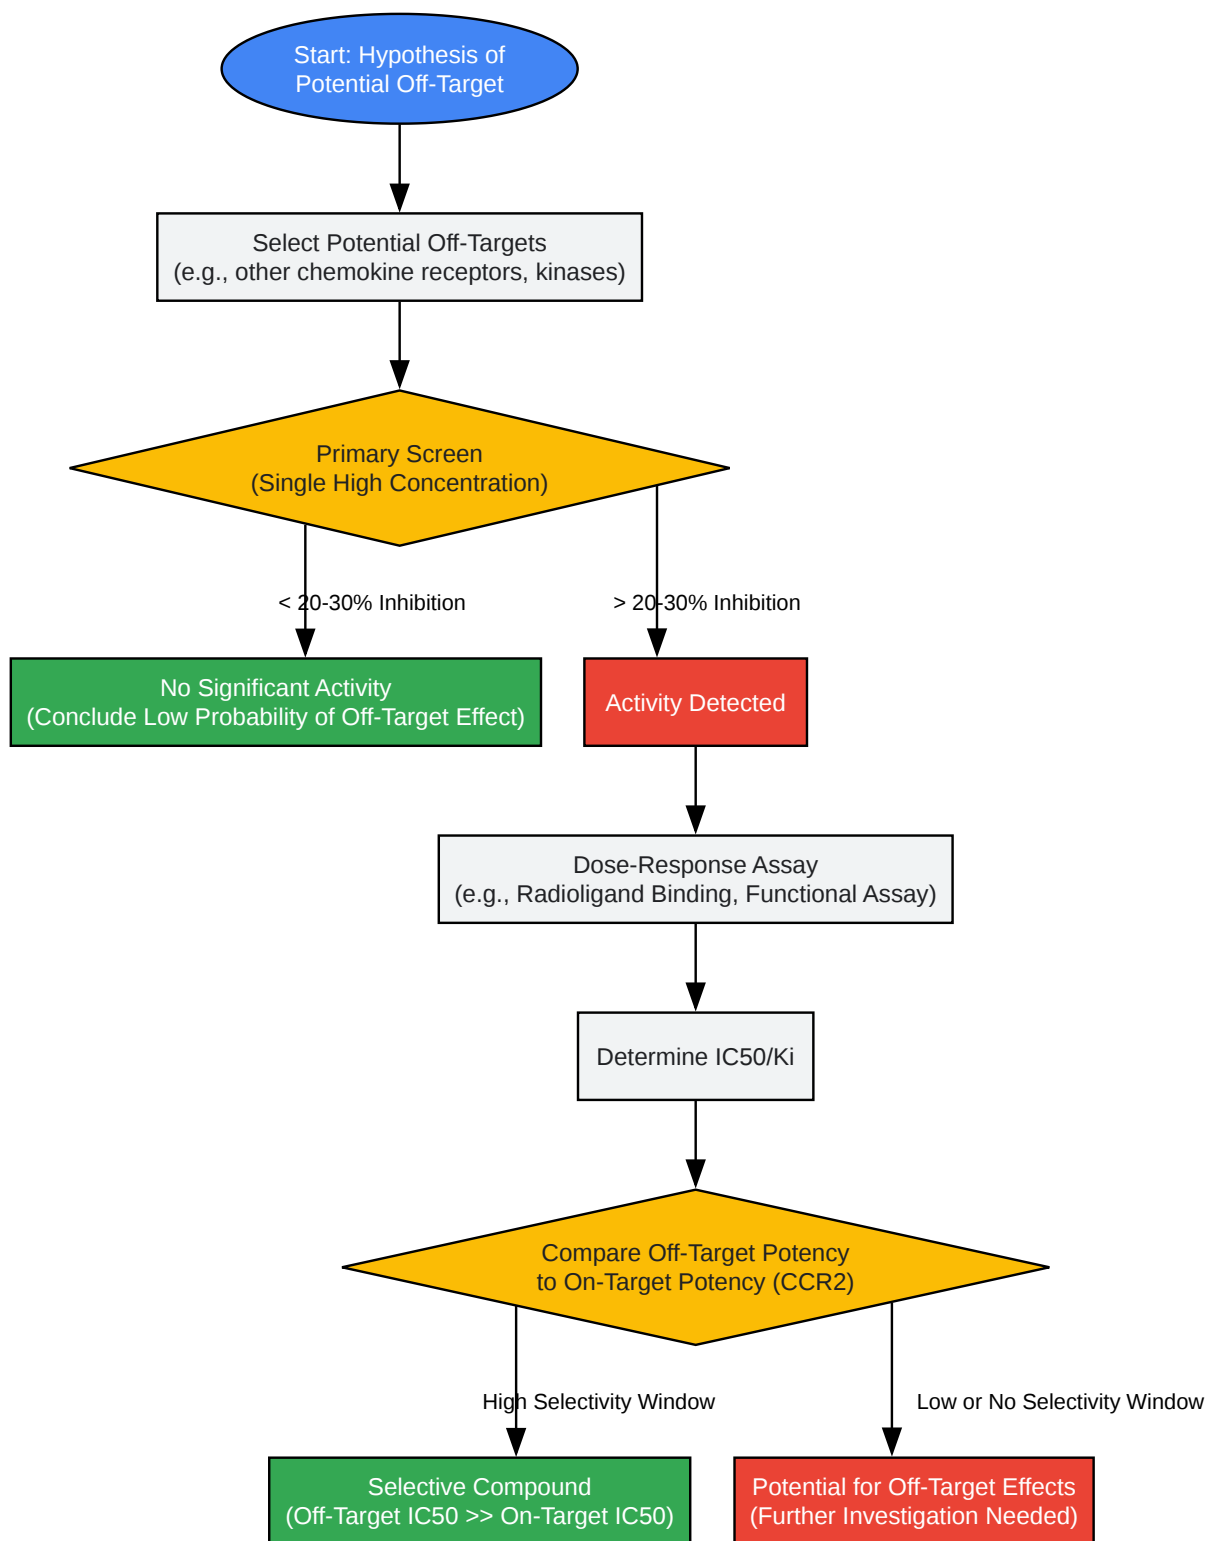 Start: Hypothesis of
Potential Off-Target
Select Potential Off-Targets
(e.g., other chemokine receptors, kinases)
Primary Screen
(Single High Concentration)
< 20-30% Inhibition
> 20-30% Inhibition
No Significant Activity
(Conclude Low Probability of Off-Target Effect)
Activity Detected
Dose-Response Assay
(e.g., Radioligand Binding, Functional Assay)
Determine IC50/Ki
Compare Off-Target Potency
to On-Target Potency (CCR2)
High Selectivity Window
Low or No Selectivity Window
Selective Compound
(Off-Target IC50 >> On-Target IC50)
Potential for Off-Target Effects
(Further Investigation Needed)